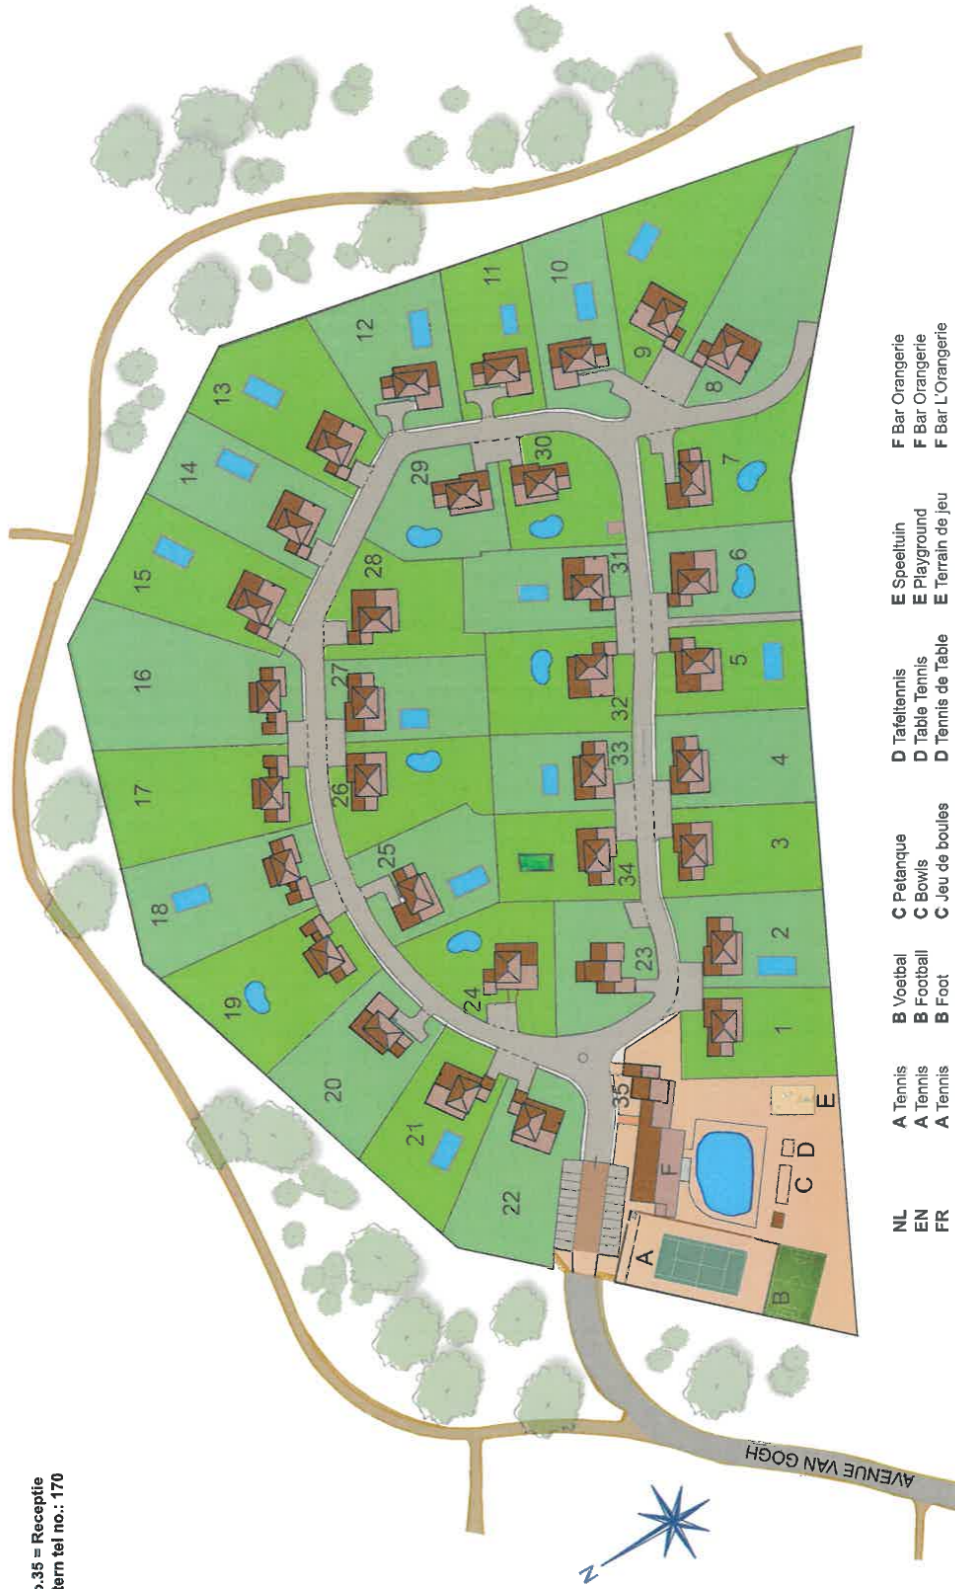 o.35 = Receptie
tern tel no.: 170
16
15
17
14
18
13
19
20
12
27
28
26
25
29
21
11
24
22
30
10
31
32
33
34
23
35
9
A
F
8
7
6
5
4
3
2
1
B
C
D
E
N
AVENUE VAN GOGH
NL A Tennis B Voetbal C Petanque D Tafeltennis E Speeltuin F Bar Orangerie
EN A Tennis B Football C Bowls D Table Tennis E Playground F Bar Orangerie
FR A Tennis B Foot C Jeu de boules D Tennis de Table E Terrain de jeu F Bar L'Orangerie